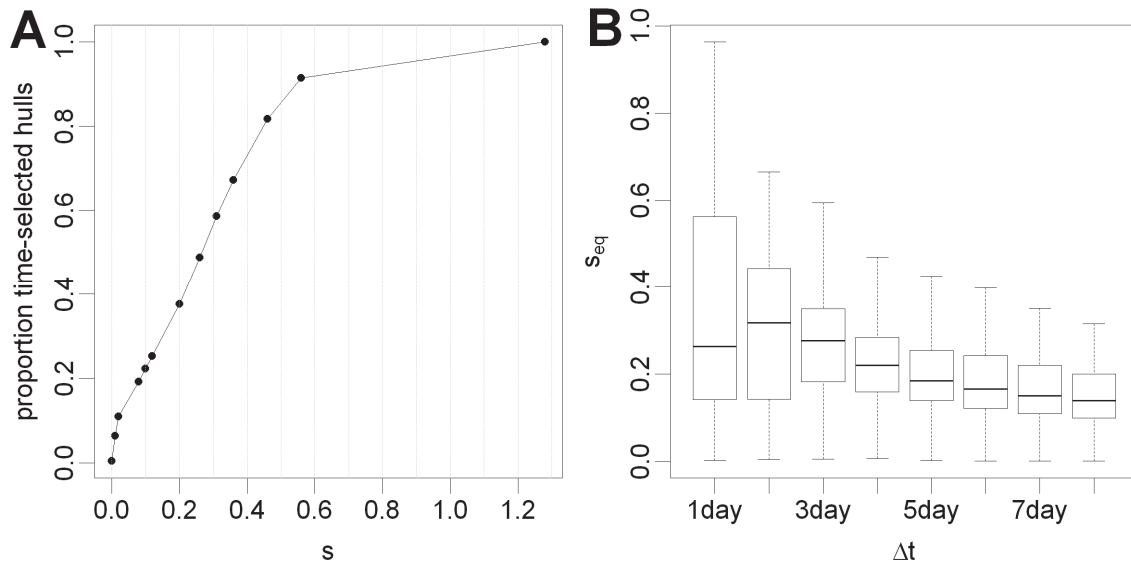 A
proportion time-selected hulls
1.0
0.8
0.6
0.4
0.2
0.0
0.0 0.2 0.4 0.6 0.8 1.0 1.2
s
B
s_eq
1.0
0.8
0.6
0.4
0.2
0.0
1day 3day 5day 7day
Δt